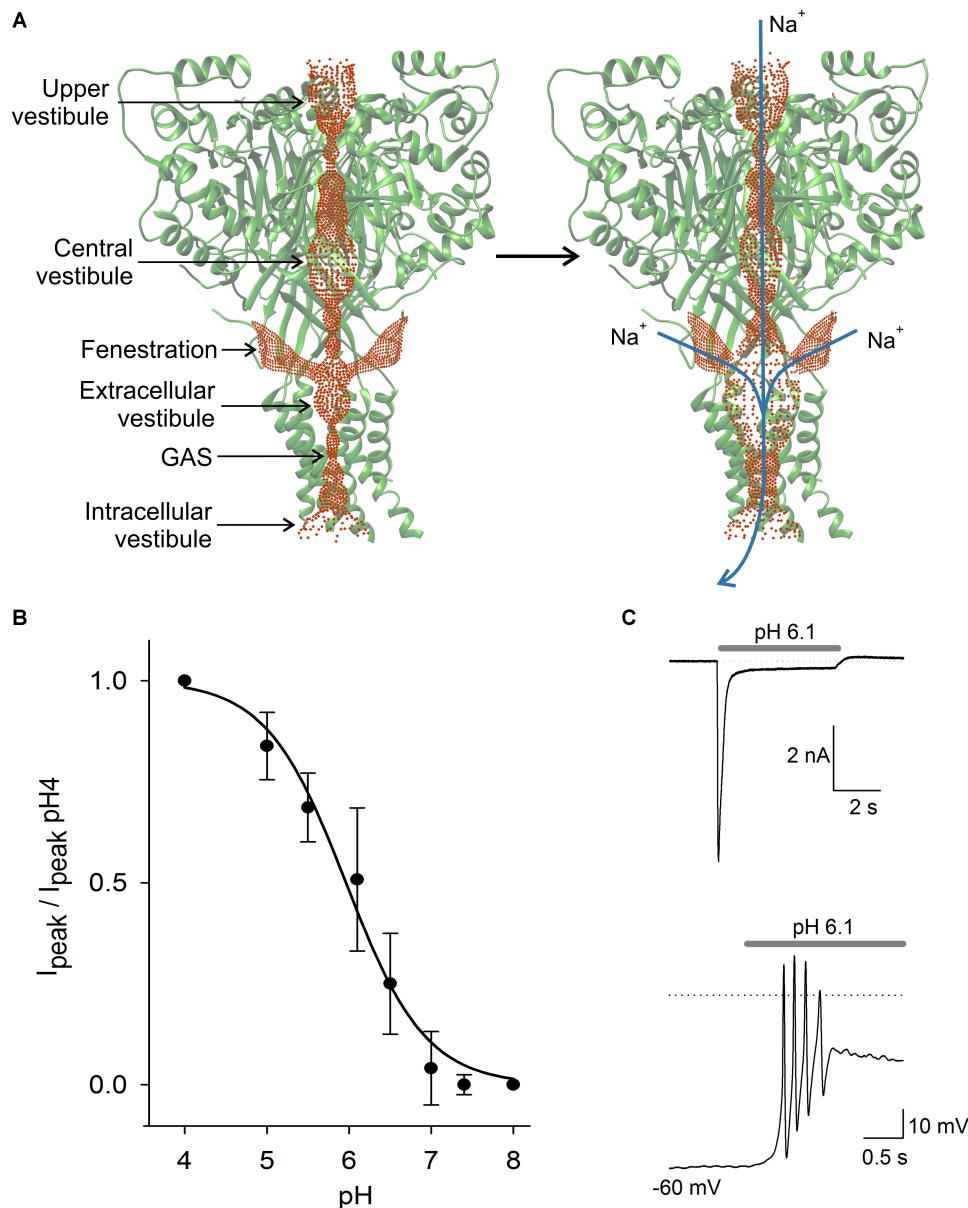 A
Upper
vestibule
Central
vestibule
Fenestration
Extracellular
vestibule
GAS
Intracellular
vestibule
Na+
Na+
Na+
B
Ipeak / Ipeak pH4
1.0
0.5
0.0
4 5 6 7 8
pH
C
pH 6.1
2 nA
2 s
pH 6.1
10 mV
0.5 s
-60 mV